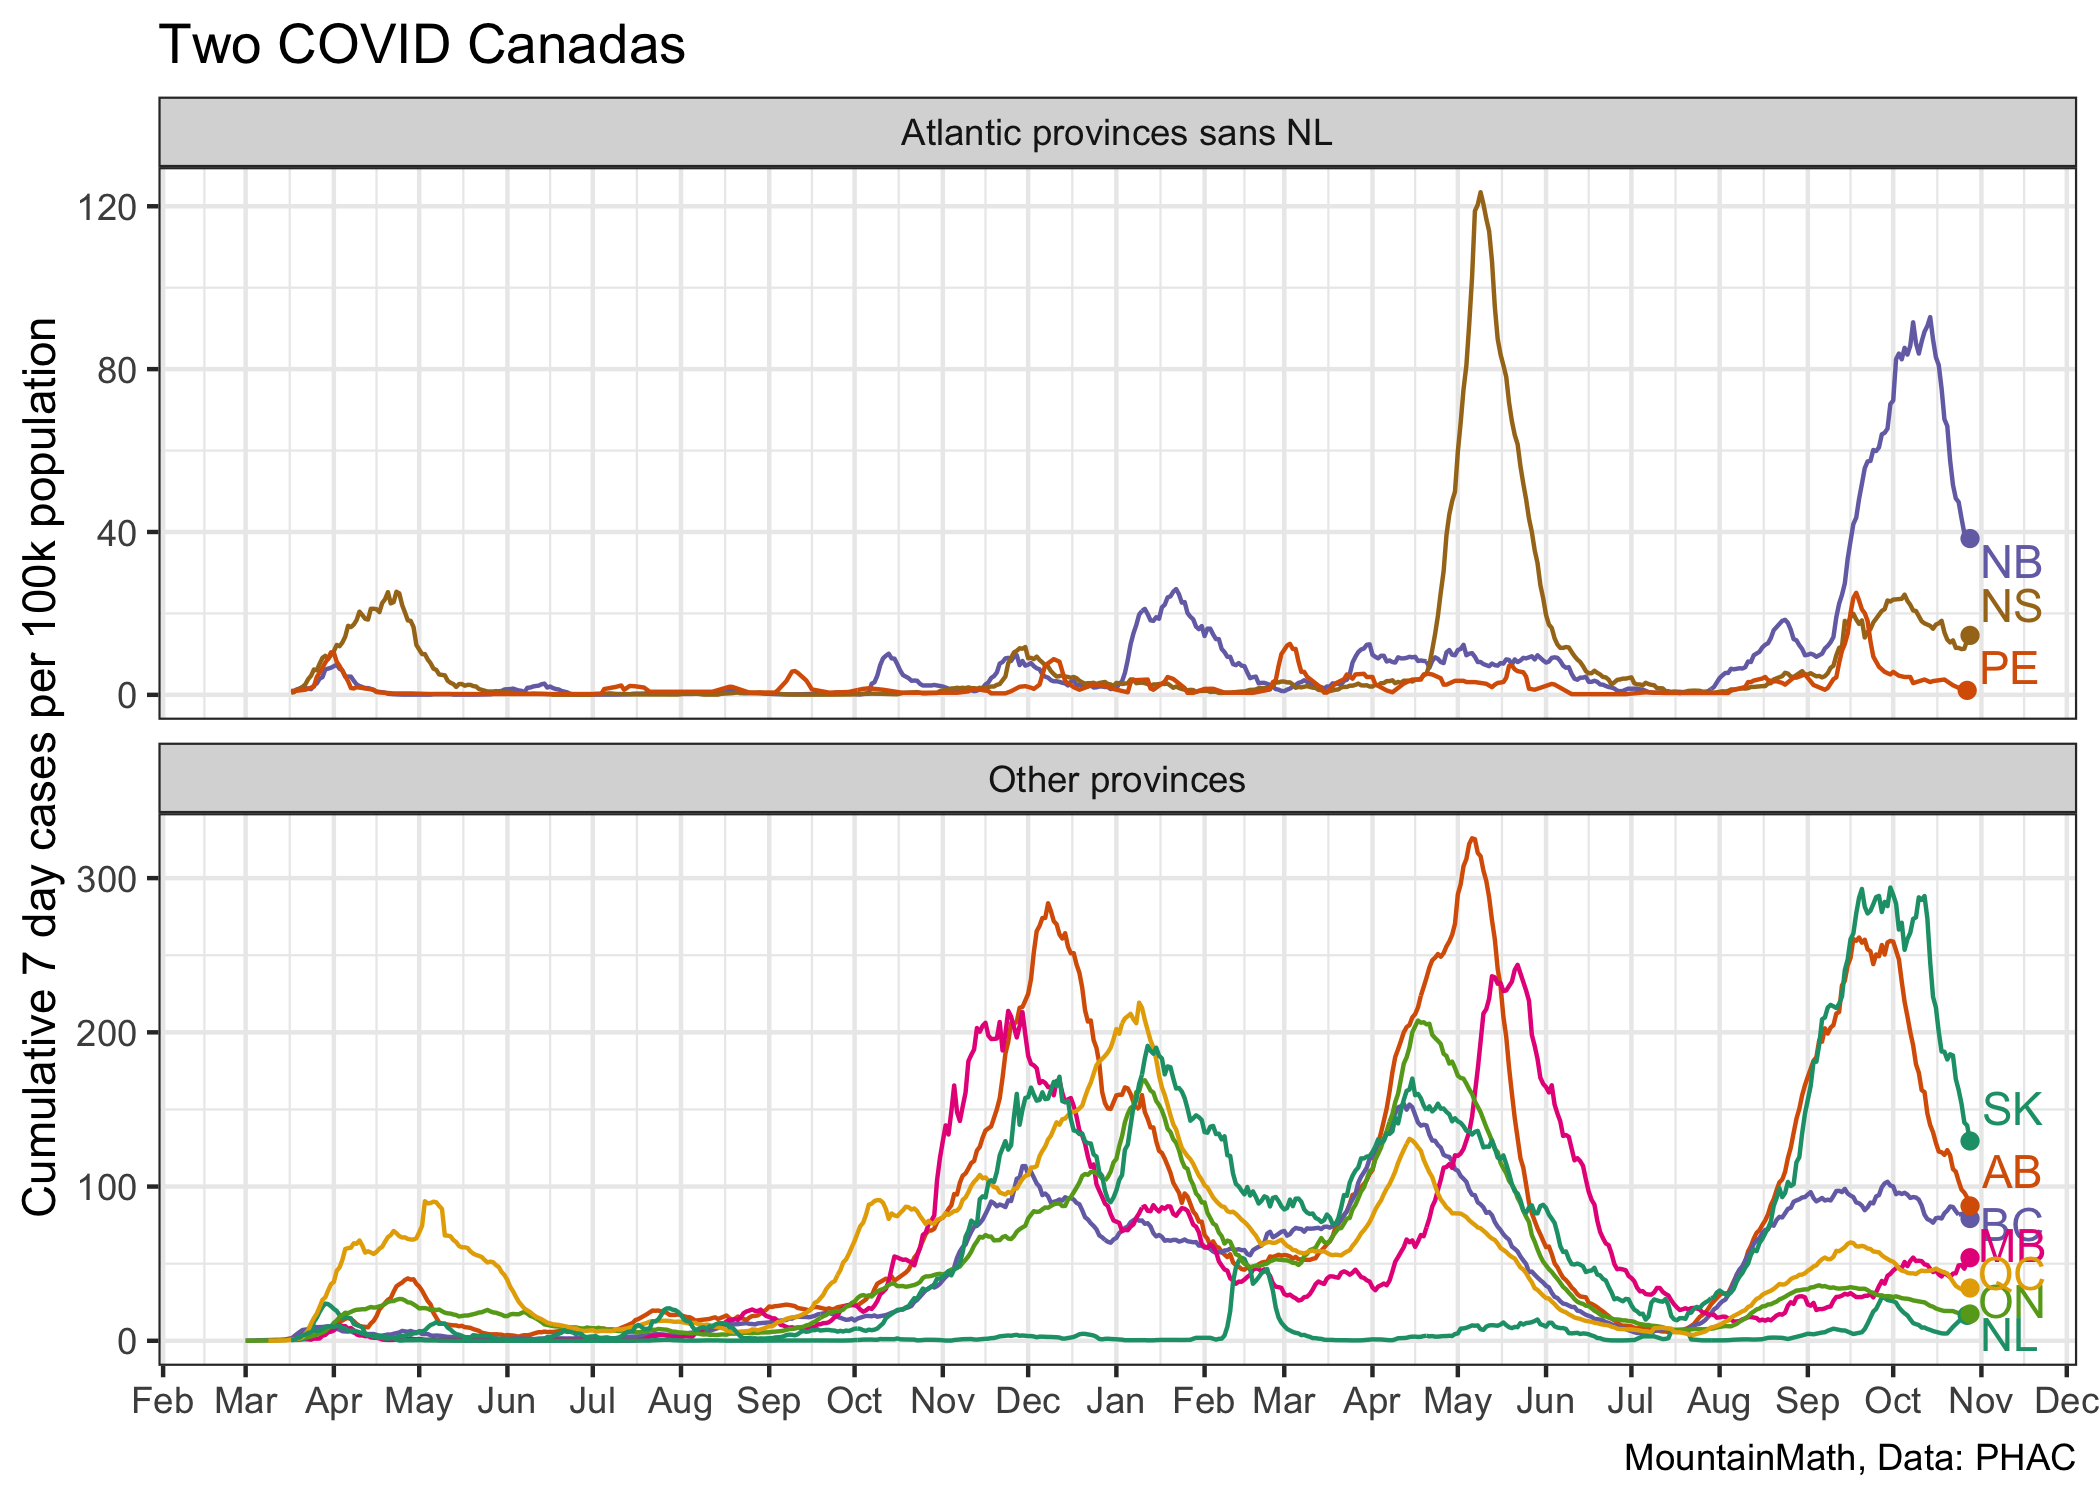 Two COVID Canadas
Atlantic provinces sans NL
Cumulative 7 day cases per 100k population
120
80
40
0
NB
NS
PE
Other provinces
300
200
100
0
SK
AB
BC
MB
QC
ON
NL
Feb Mar Apr May Jun Jul Aug Sep Oct Nov Dec Jan Feb Mar Apr May Jun Jul Aug Sep Oct Nov Dec
MountainMath, Data: PHAC